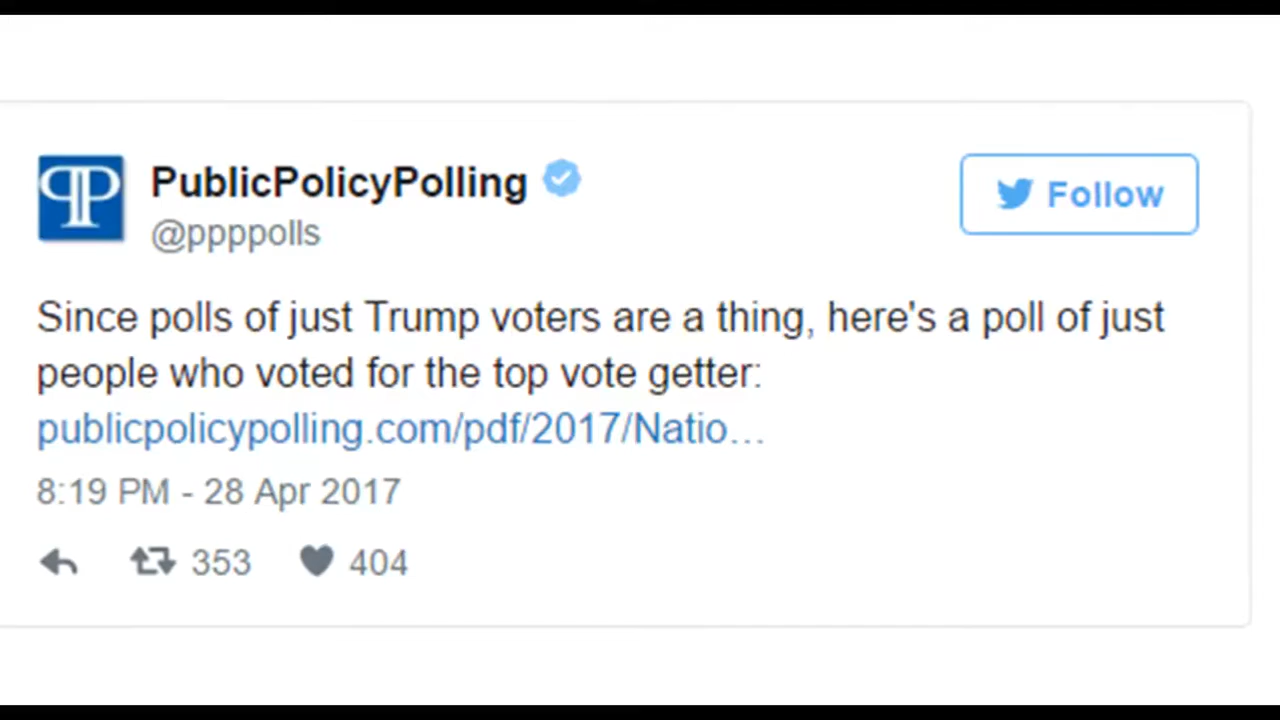 PublicPolicyPolling
@ppppolls
Follow
Since polls of just Trump voters are a thing, here's a poll of just
people who voted for the top vote getter:
publicpolicypolling.com/pdf/2017/Natio...
8:19 PM - 28 Apr 2017
353 404